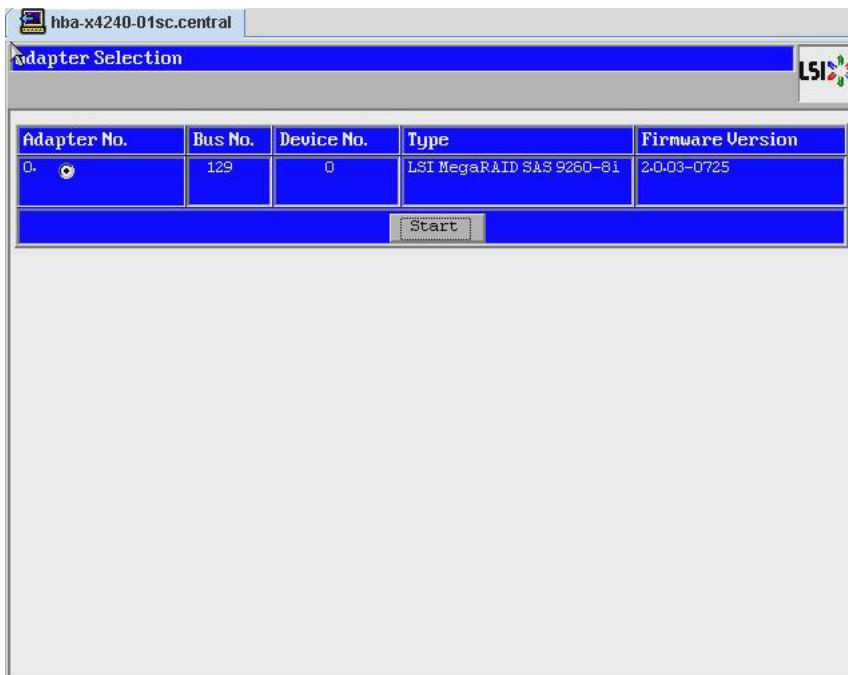 hba-x4240-01sc.central
Adapter Selection
LSI
Adapter No. Bus No. Device No. Type Firmware Version
0. 129 0 LSI MegaRAID SAS 9260-8i 2.0.03-0725
Start